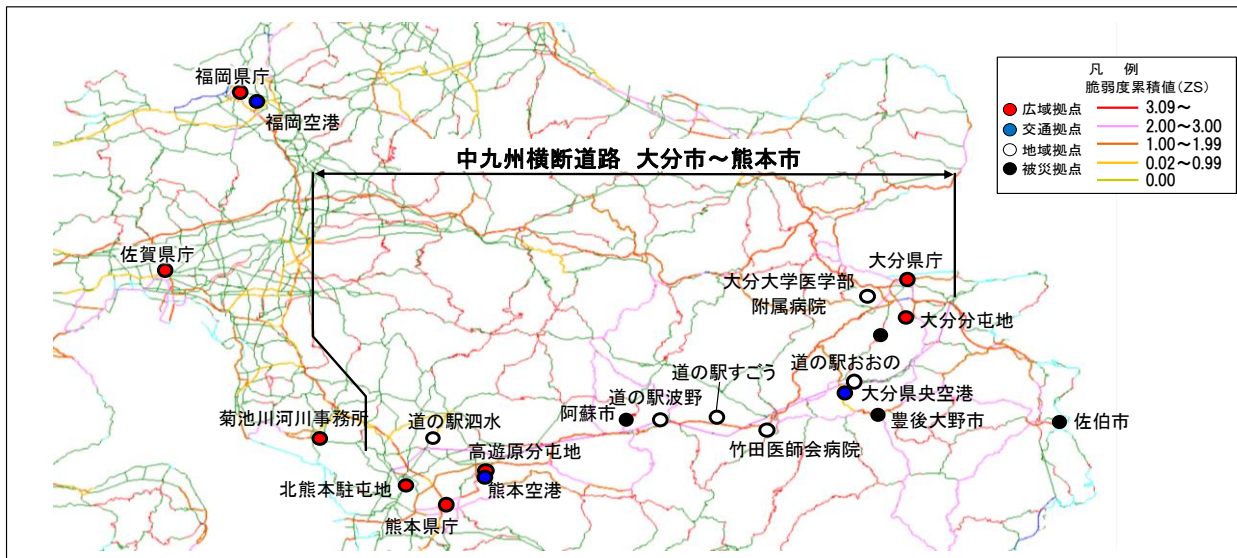 福岡県庁
福岡空港
凡 例
脆弱度累積値(ZS)
広域拠点
3.09～
交通拠点
2.00～3.00
地域拠点
1.00～1.99
被災拠点
0.02～0.99
0.00
中九州横断道路 大分市～熊本市
佐賀県庁
大分県庁
大分大学医学部
附属病院
大分分屯地
道の駅おおの
道の駅すごう
大分県央空港
道の駅波野
阿蘇市
豊後大野市
佐伯市
竹田医師会病院
菊池川河川事務所
道の駅泗水
高遊原分屯地
熊本空港
北熊本駐屯地
熊本県庁